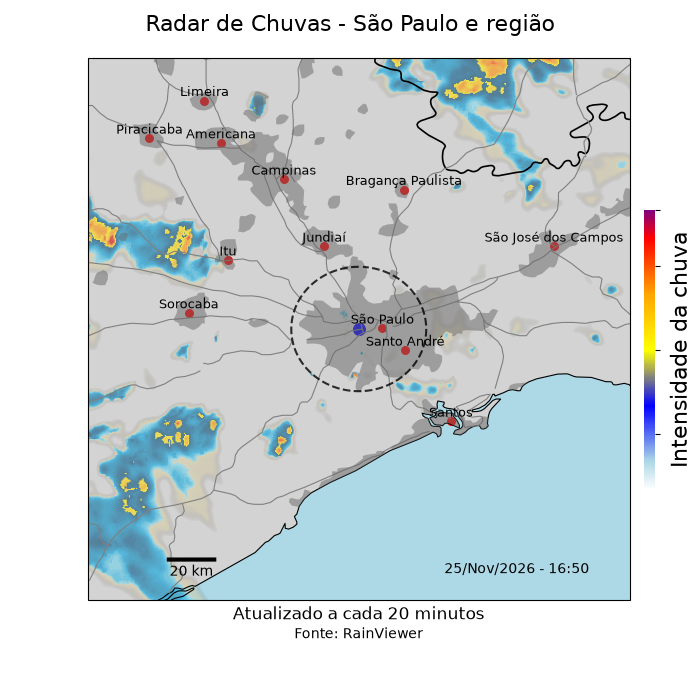 Radar de Chuvas - São Paulo e região
Limeira
Piracicaba
Americana
Campinas
Bragança Paulista
Itu
Jundiaí
São José dos Campos
Sorocaba
São Paulo
Santo André
Santos
Intensidade da chuva
20 km
25/Nov/2026 - 16:50
Atualizado a cada 20 minutos
Fonte: RainViewer